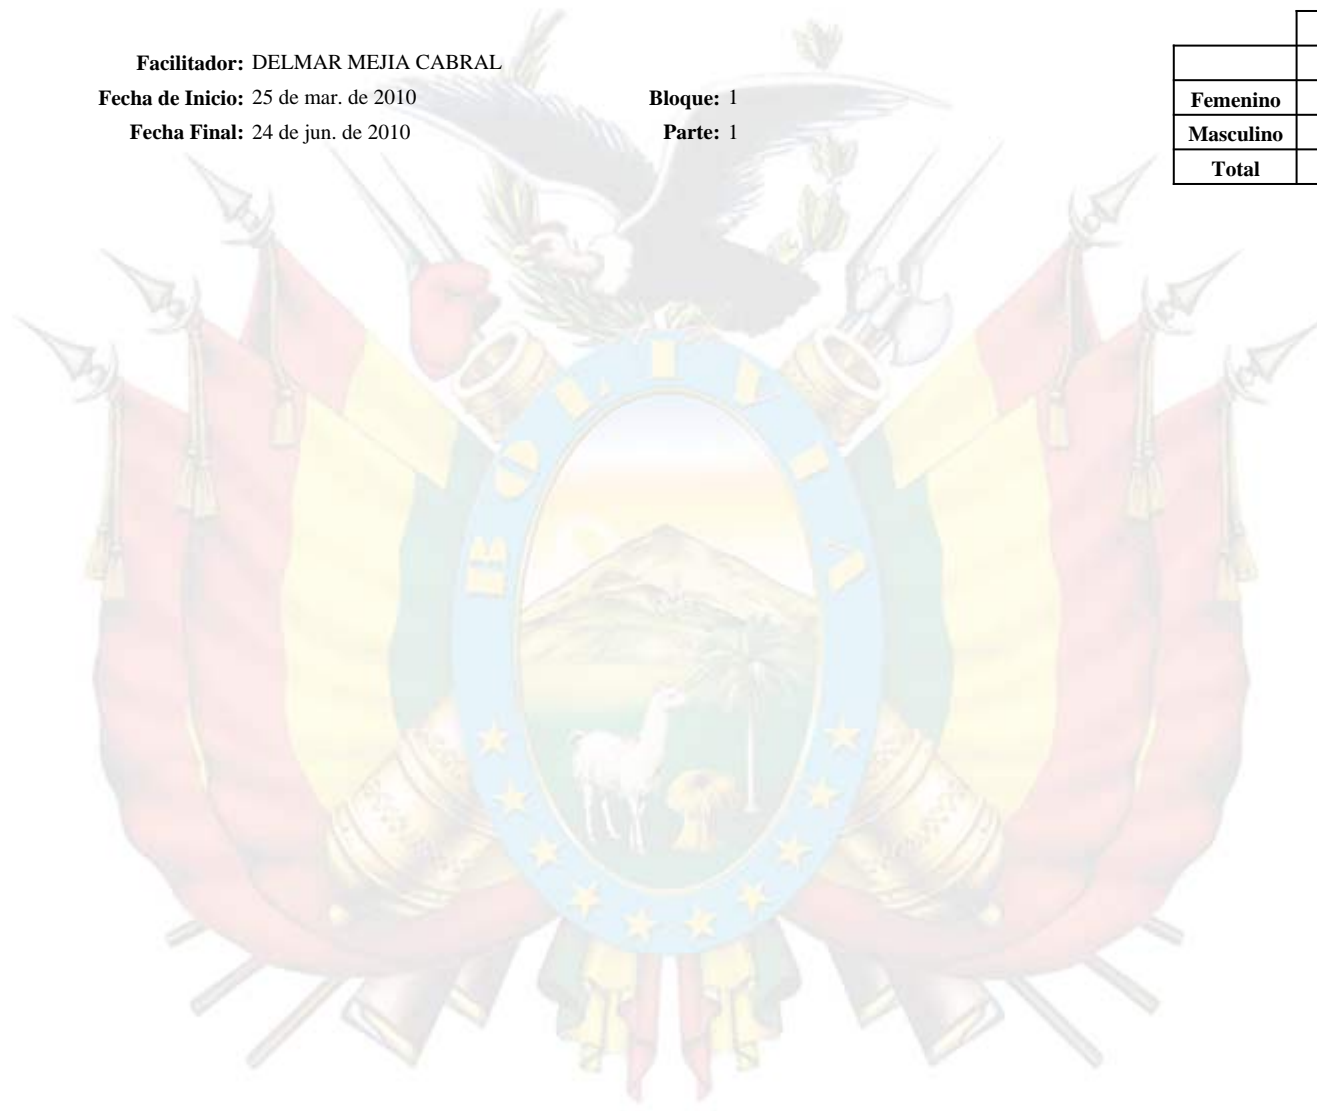 Facilitador: DELMAR MEJIA CABRAL
Fecha de Inicio: 25 de mar. de 2010 Bloque: 1
Fecha Final: 24 de jun. de 2010 Parte: 1
Femenino
Masculino
Total
BOLIVIA